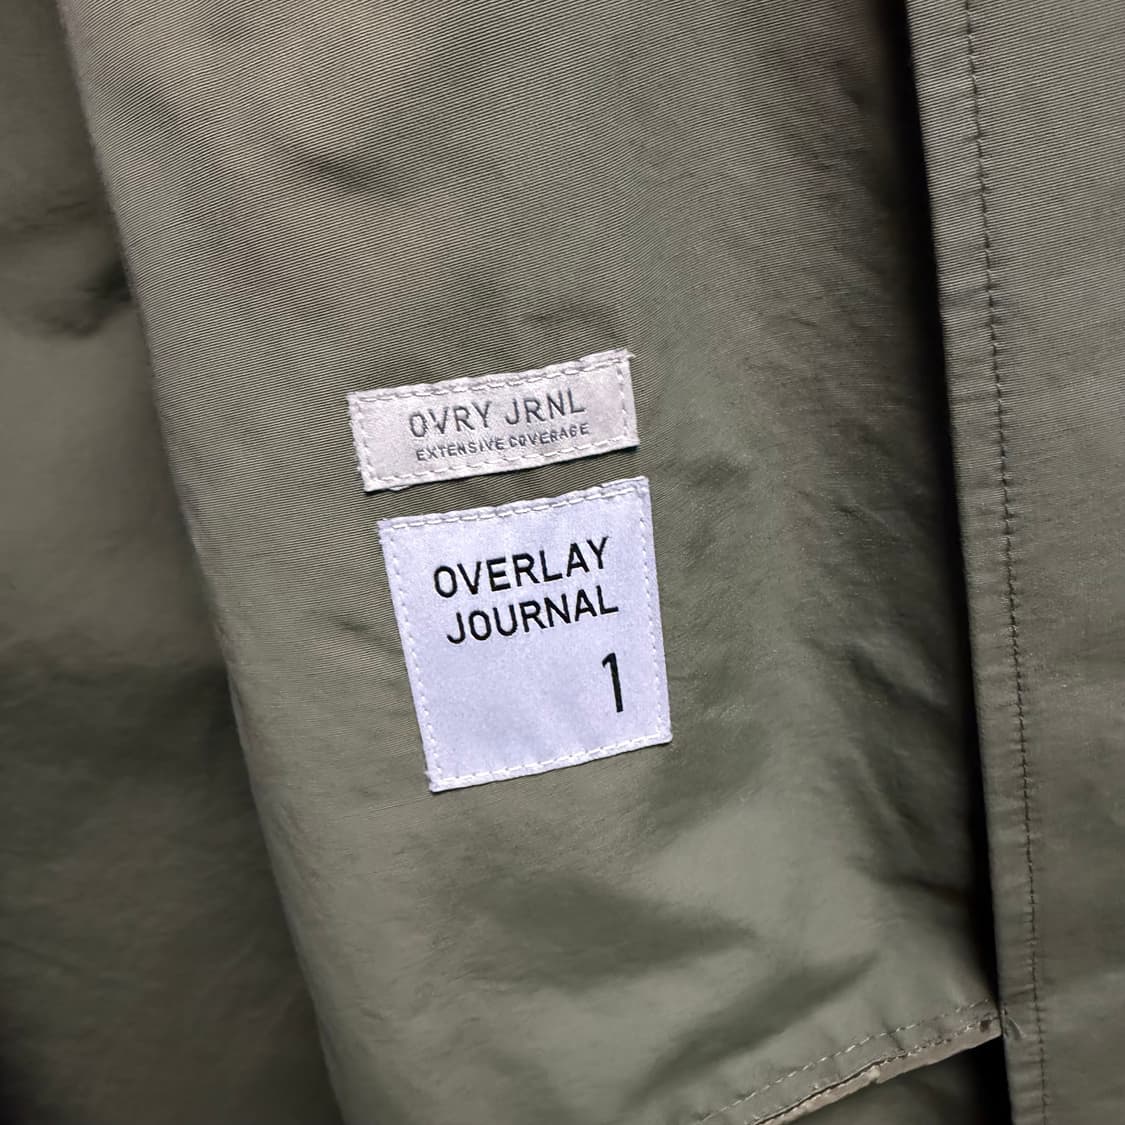 OVRY JRNL
EXTENSIVE COVERAGE
OVERLAY
JOURNAL
1